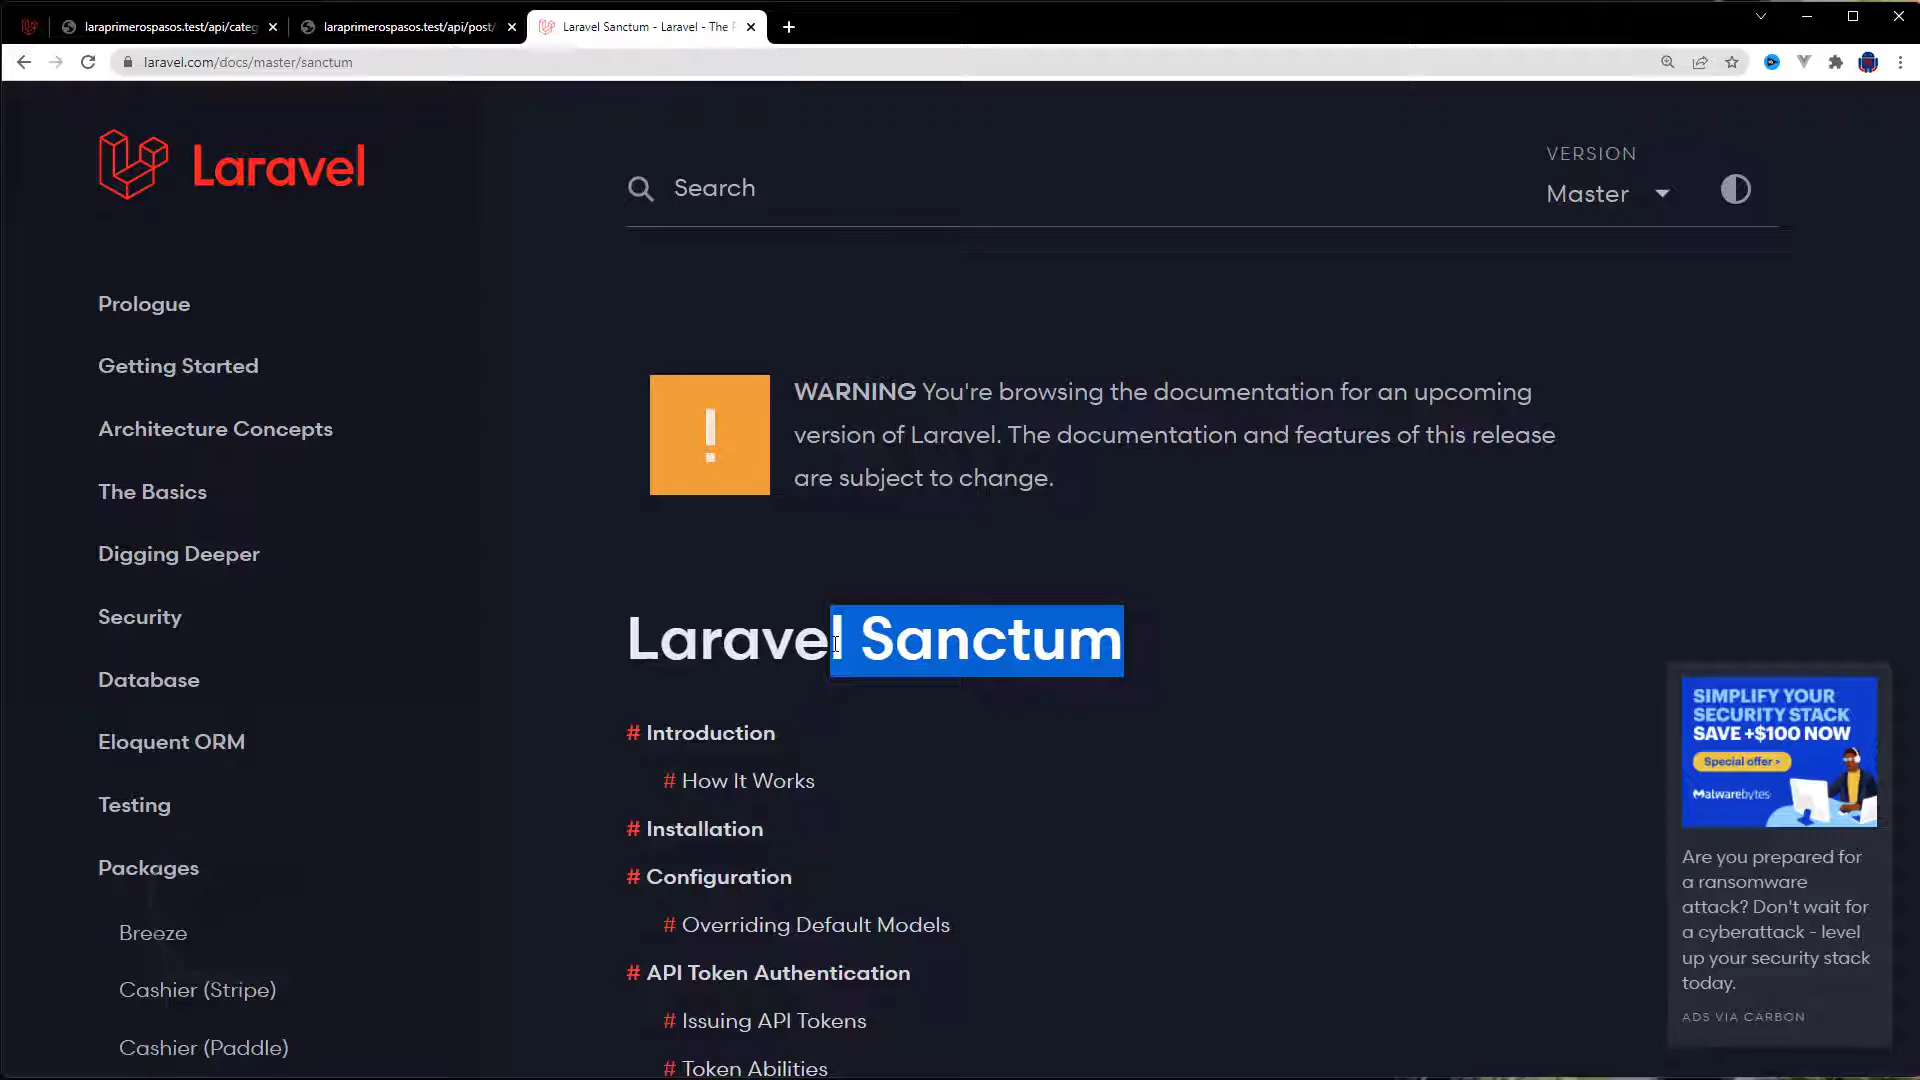 laraprimerospasos.test/api/categ
laraprimerospasos.test/api/post/
Laravel Sanctum - Laravel - The P
laravel.com/docs/master/sanctum
Laravel
Search
VERSION
Master
Prologue
Getting Started
Architecture Concepts
The Basics
Digging Deeper
Security
Database
Eloquent ORM
Testing
Packages
Breeze
Cashier (Stripe)
Cashier (Paddle)
!
WARNING You're browsing the documentation for an upcoming
version of Laravel. The documentation and features of this release
are subject to change.
Laravel Sanctum
# Introduction
# How It Works
# Installation
# Configuration
# Overriding Default Models
# API Token Authentication
# Issuing API Tokens
# Token Abilities
SIMPLIFY YOUR
SECURITY STACK
SAVE +$100 NOW
Special offer >
Malwarebytes
Are you prepared for
a ransomware
attack? Don't wait for
a cyberattack - level
up your security stack
today.
ADS VIA CARBON